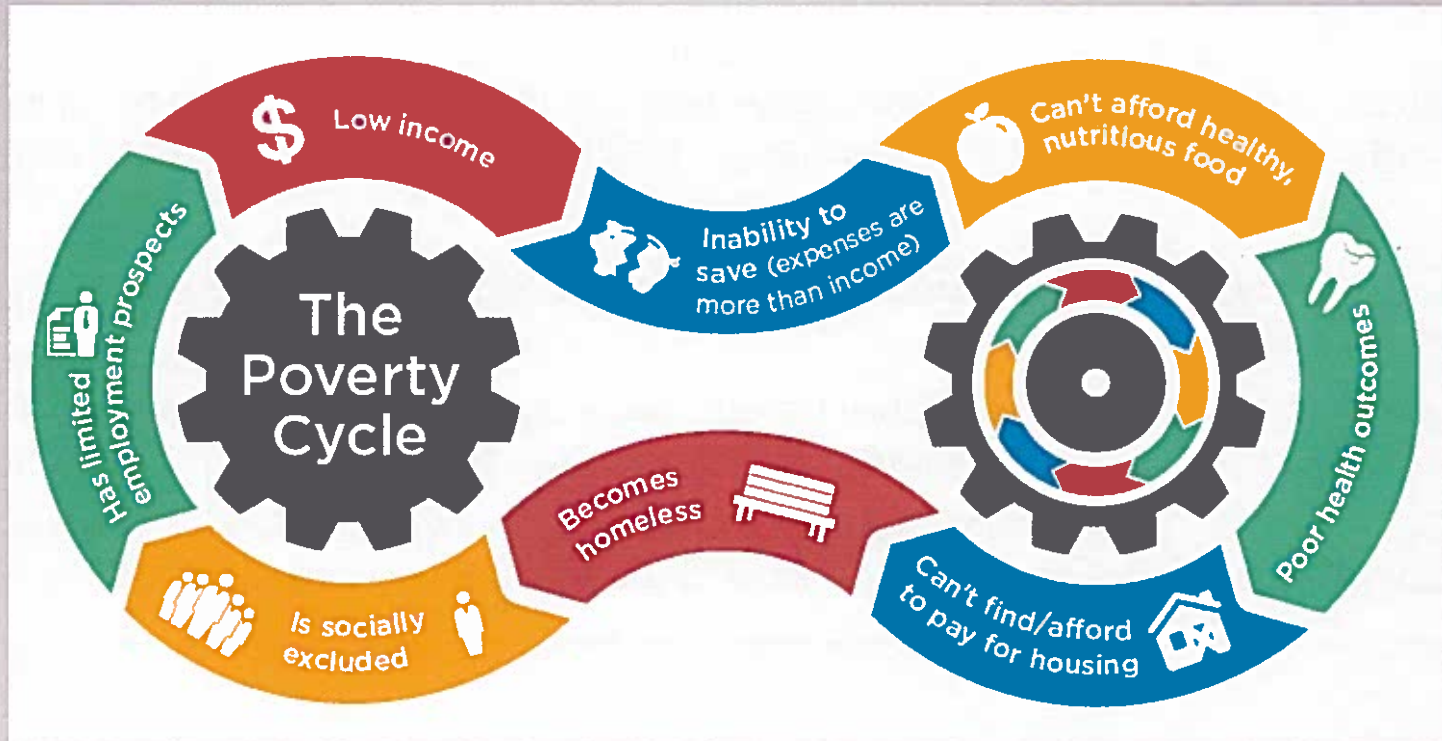 The
Poverty
Cycle
$ Low income
Inability to
save (expenses are
more than income)
Can't afford healthy,
nutritious food
Poor health outcomes
Can't find/afford
to pay for housing
Becomes
homeless
Is socially
excluded
Has limited
employment prospects